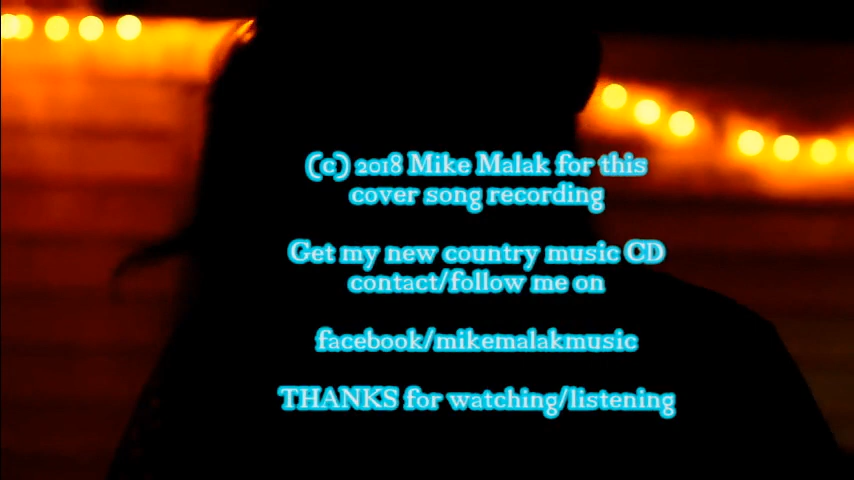 (c) 2018 Mike Malak for this
cover song recording
Get my new country music CD
contact/follow me on
facebook/mikemalakmusic
THANKS for watching/listening